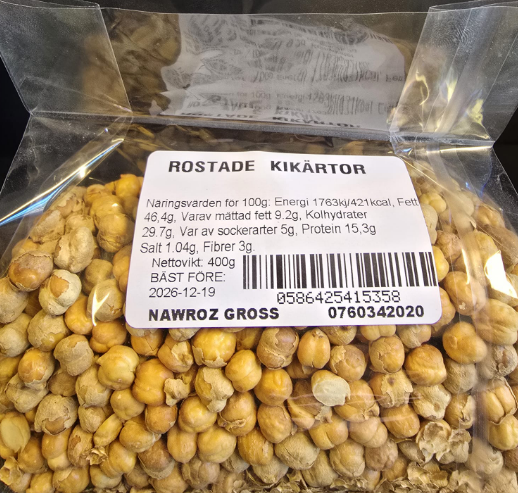 ROSTADE KIKÄRTOR
Näringsvärden för 100g: Energi 1763kj/421kcal, Fett
46,4g, Varav mättad fett 9.2g, Kolhydrater
29.7g, Var av sockerarter 5g, Protein 15,3g
Salt 1.04g, Fibrer 3g.
Nettovikt: 400g
BÄST FÖRE:
2026-12-19
0586425415358
NAWROZ GROSS 0760342020